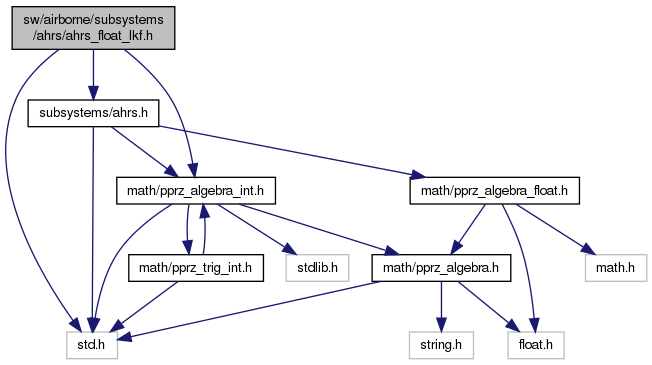 sw/airborne/subsystems
/ahrs/ahrs_float_lkf.h
subsystems/ahrs.h
math/pprz_algebra_int.h
math/pprz_algebra_float.h
math/pprz_trig_int.h
stdlib.h
math/pprz_algebra.h
math.h
std.h
string.h
float.h